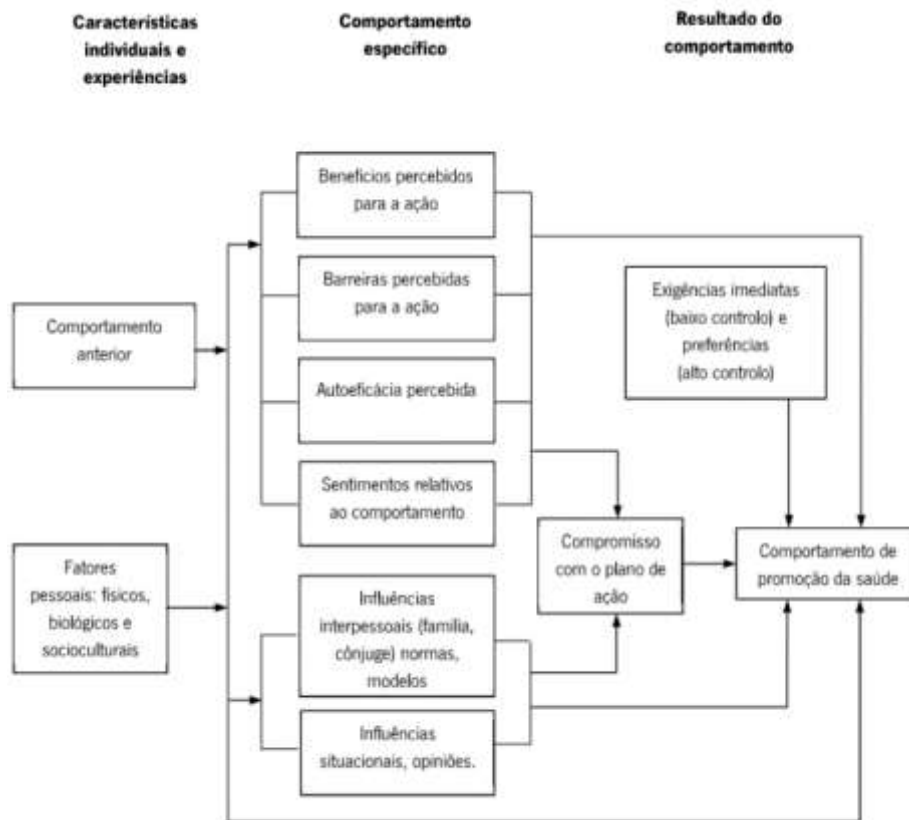 Características
individuais e
experiências
Comportamento
específico
Resultado do
comportamento
Benefícios percebidos
para a ação
Barreiras percebidas
para a ação
Exigências imediatas
(baixo controlo) e
preferências
(alto controlo)
Comportamento
anterior
Autoeficácia percebida
Sentimentos relativos
ao comportamento
Compromisso
com o plano de
ação
Comportamento de
promoção da saúde
Fatores
pessoais: físicos,
biológicos e
socioculturais
Influências
interpessoais (família,
cônjuge) normas,
modelos
Influências
situacionais, opiniões.